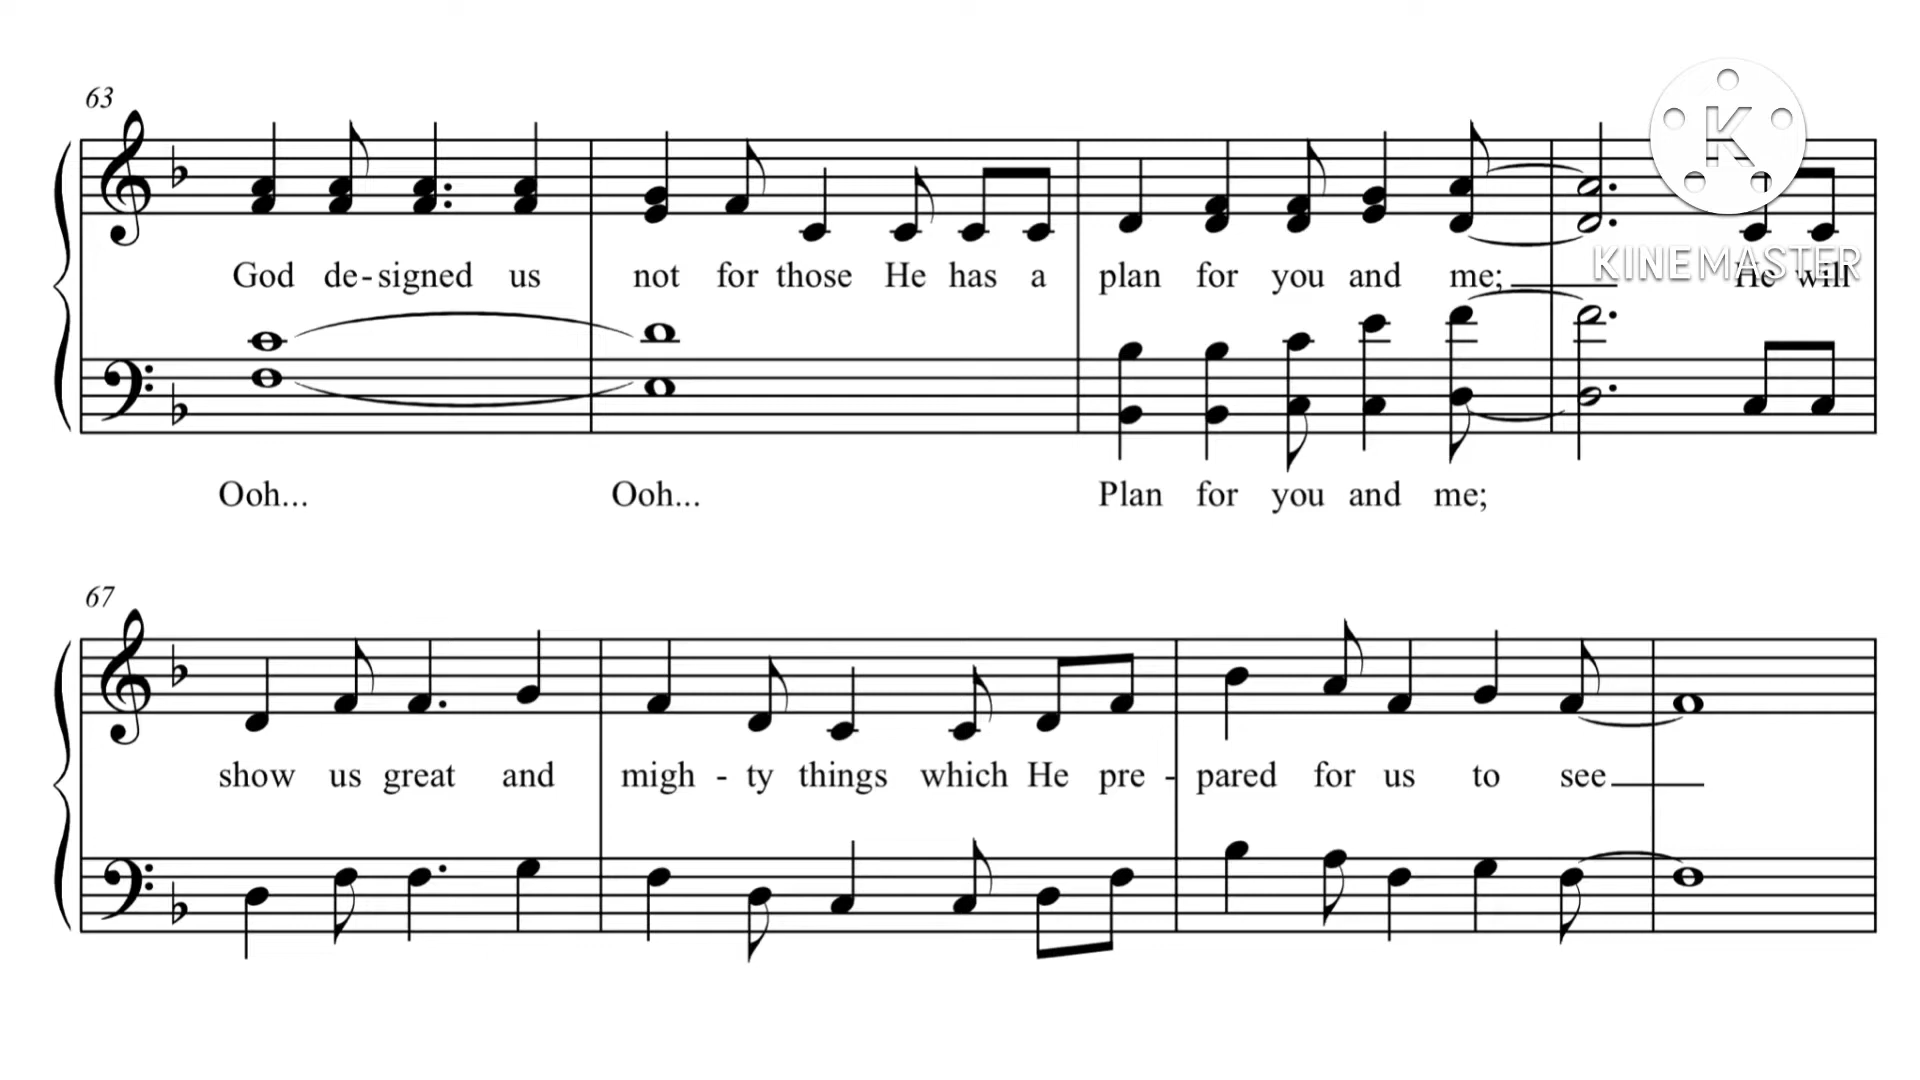 63
K
God de-signed us not for those He has a plan for you and me; He will
KINEMASTER
Ooh... Ooh... Plan for you and me;
67
show us great and migh - ty things which He pre - pared for us to see